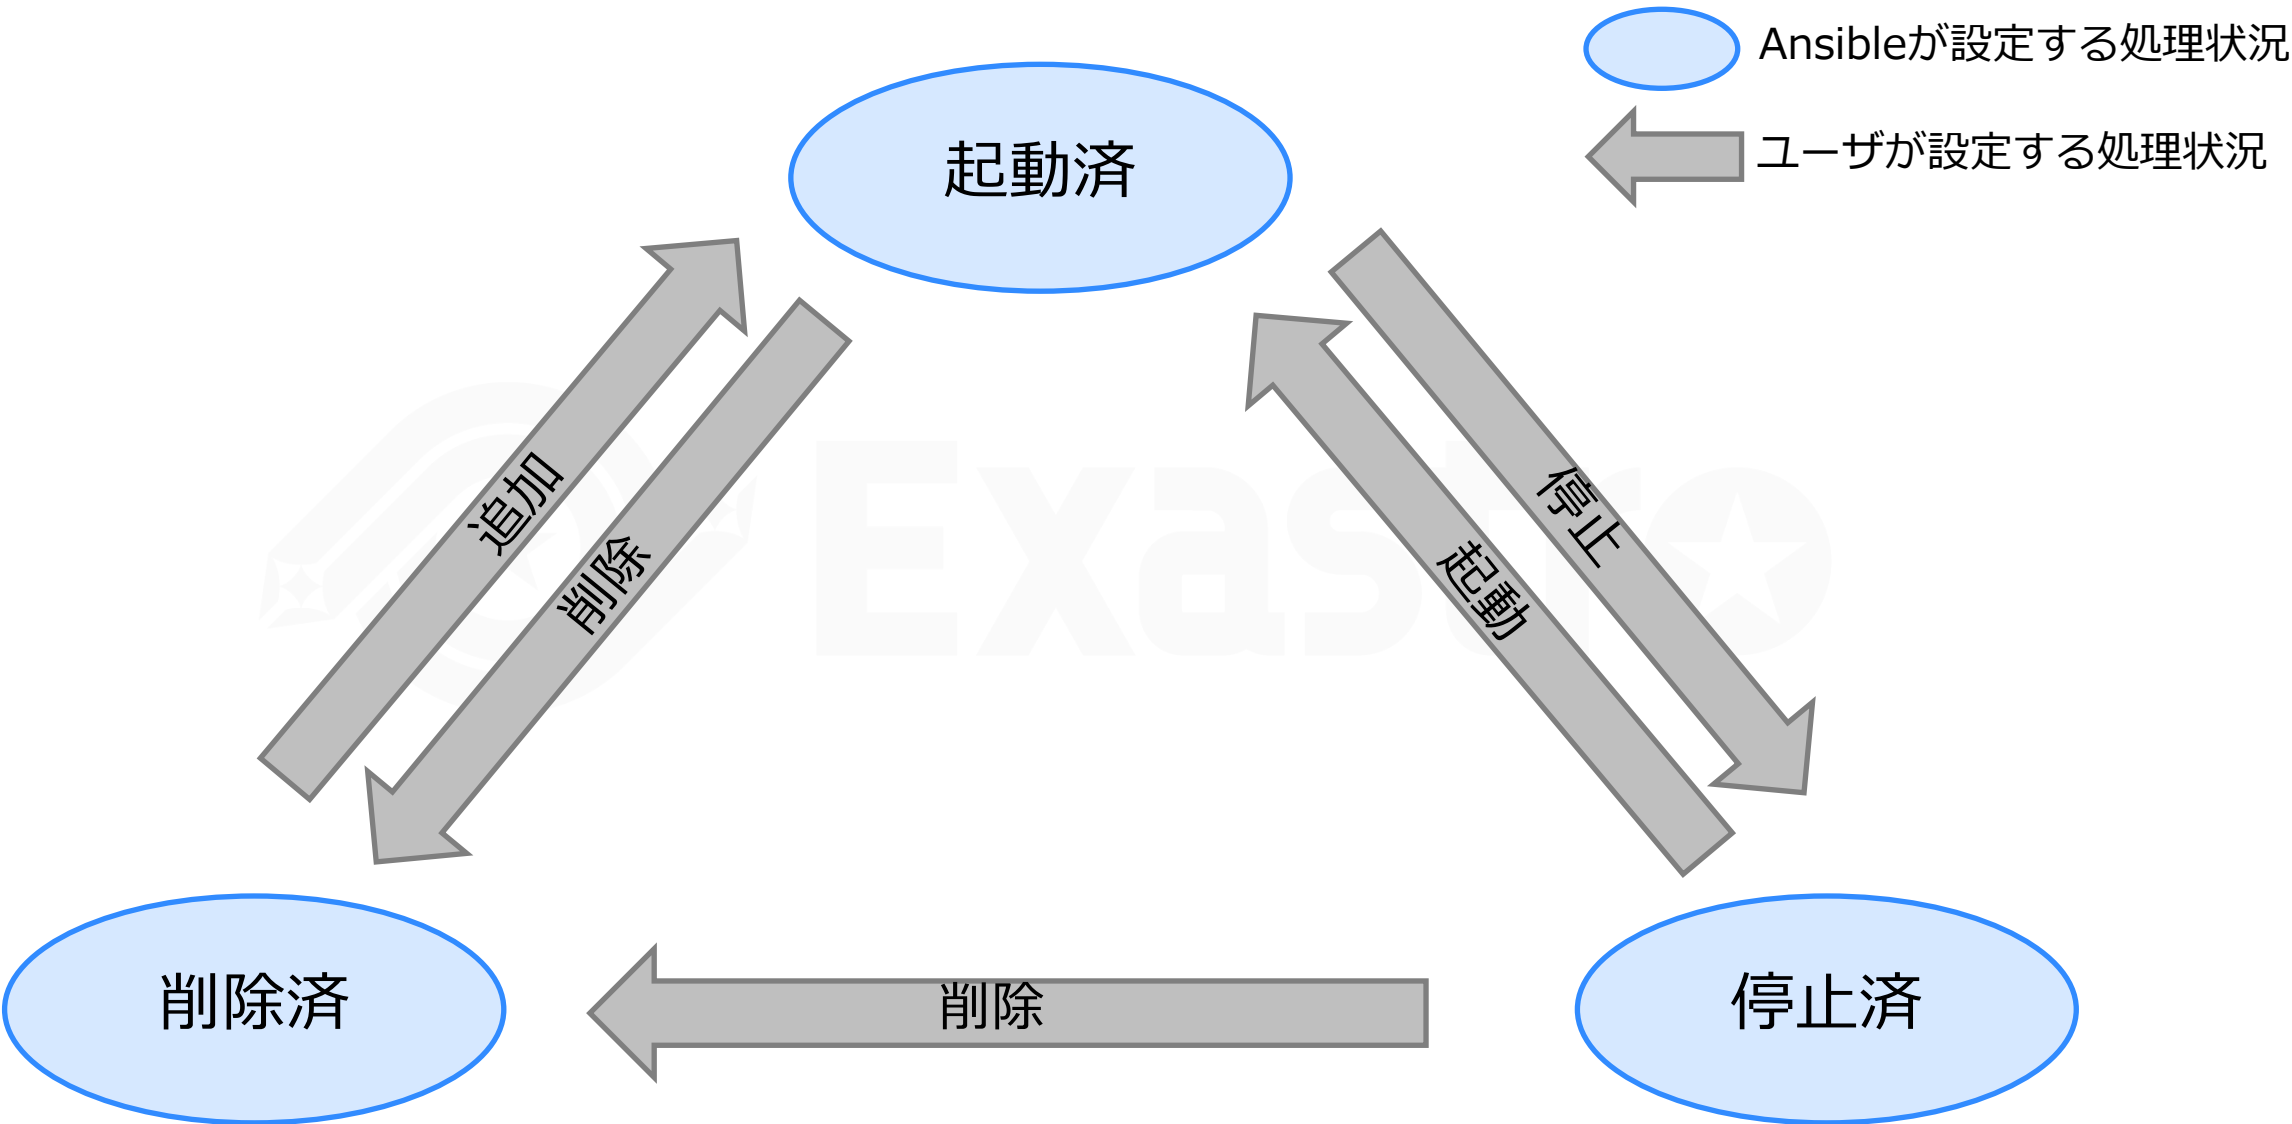 Ansibleが設定する処理状況
ユーザが設定する処理状況
起動済
追加
削除
停止
起動
Exastro
削除済
削除
停止済